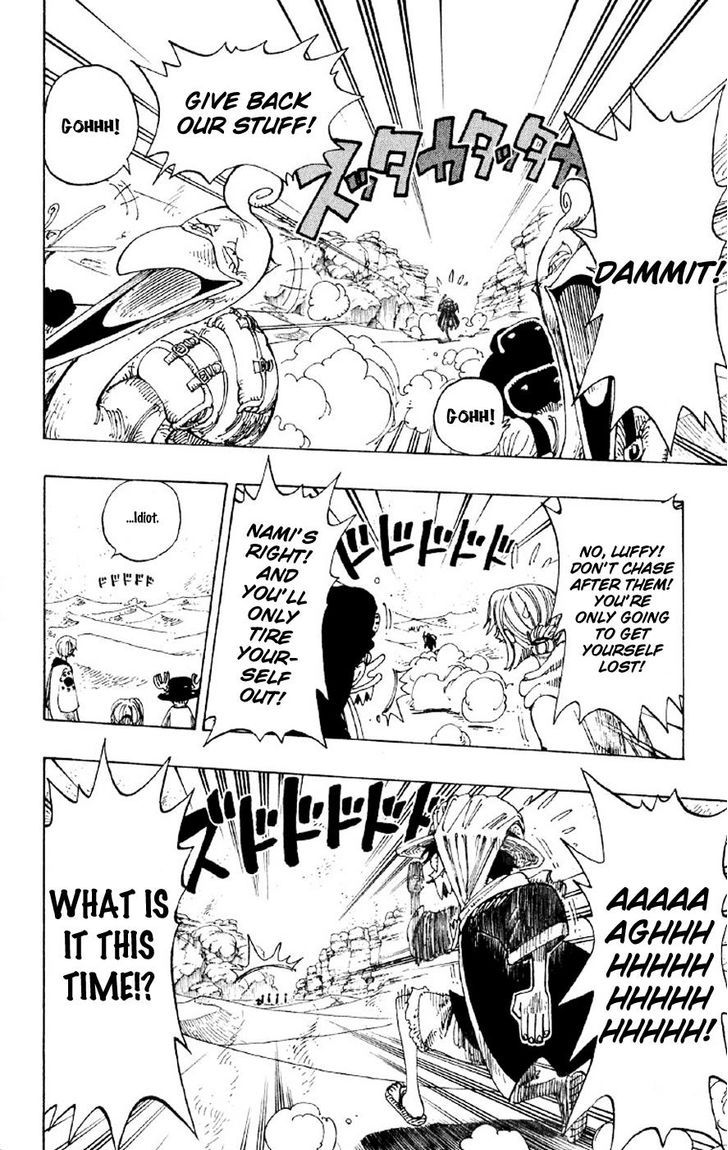 DAMMIT!
ズッタカタッタカ
GIVE BACK
OUR STUFF!
GOHHH!
GOHH!
NO, LUFFY!
DON'T CHASE
AFTER THEM!
YOU'RE
ONLY GOING
TO GET
YOURSELF
LOST!
ドドドドド
NAMI'S
RIGHT!
AND
YOU'LL
ONLY
TIRE
YOUR-
SELF
OUT!
...Idiot.
ドドドドド
AAAAA
AGHHH
HHHHH
HHHHH
HHHHH!
ズドドドドド
WHAT IS
IT THIS
TIME!?